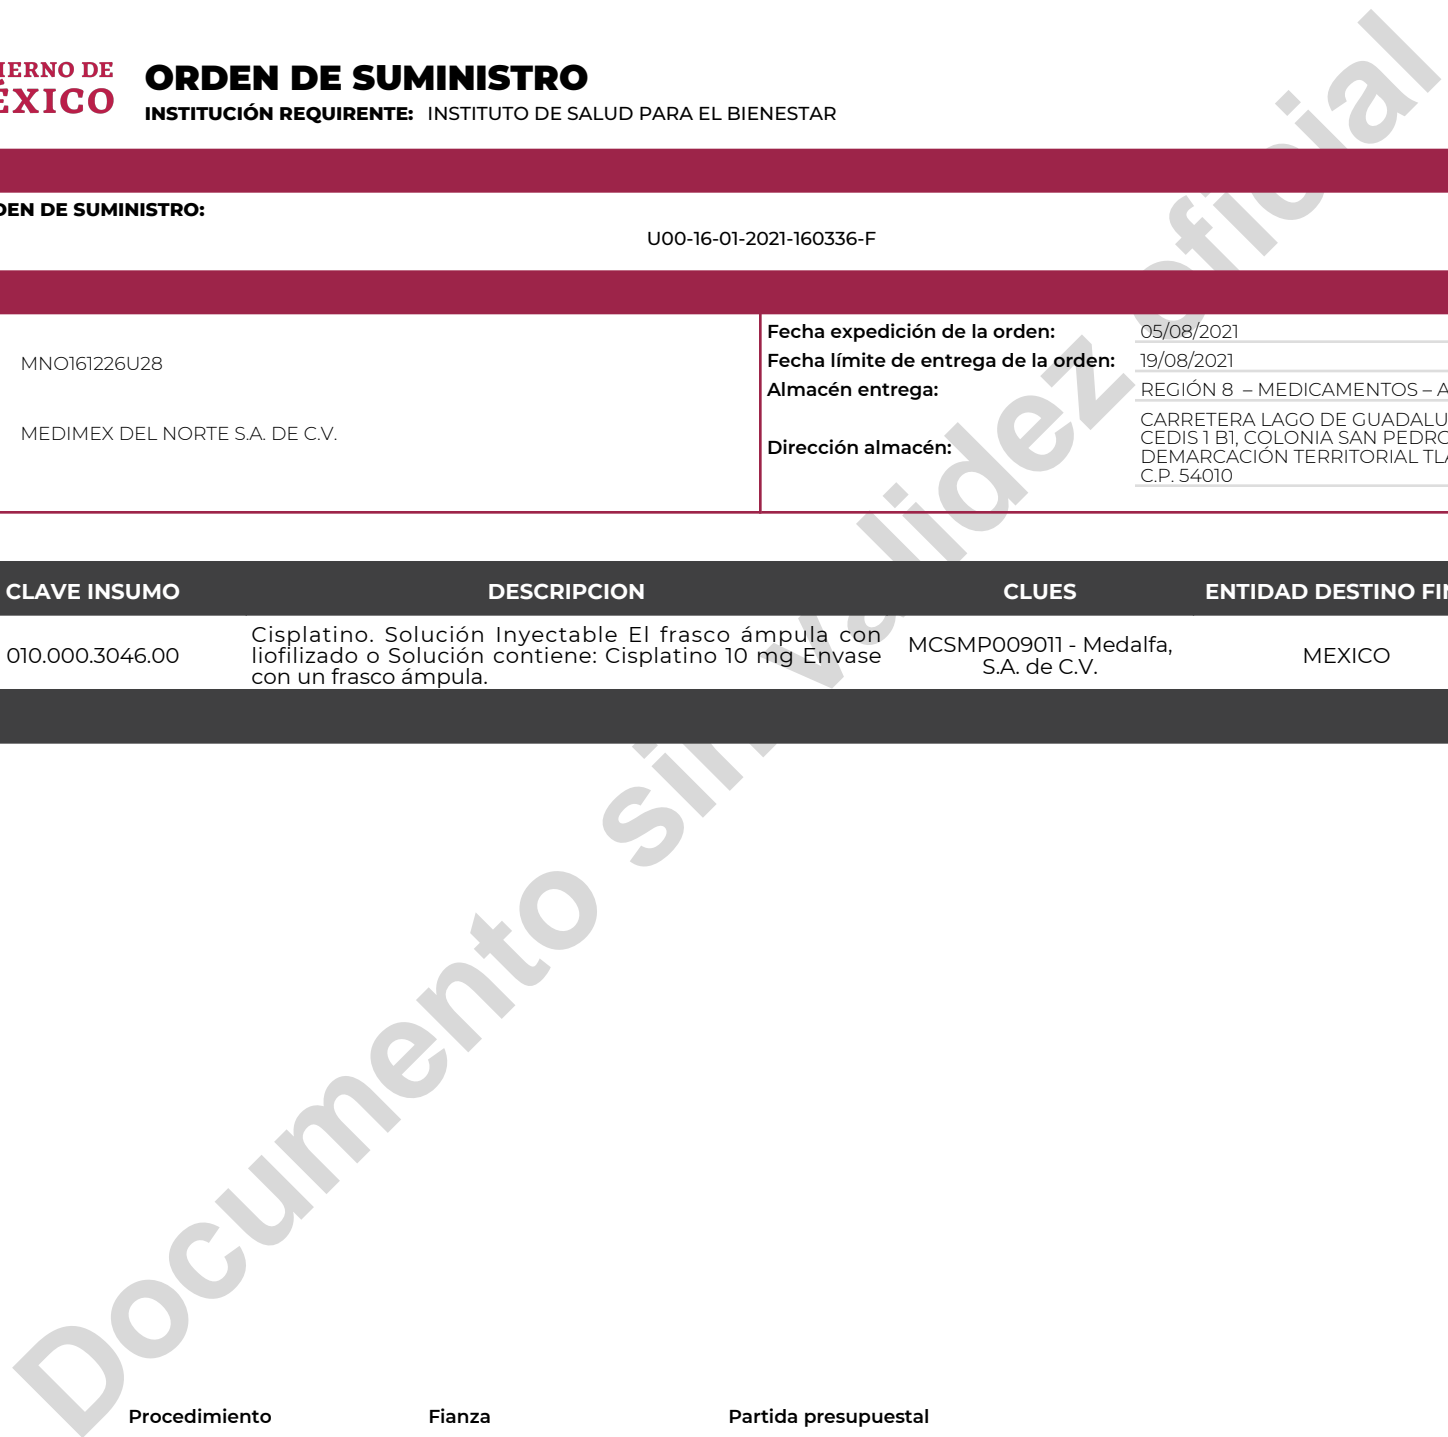 IERNO DE
ÉXICO
ORDEN DE SUMINISTRO
INSTITUCIÓN REQUIRENTE: INSTITUTO DE SALUD PARA EL BIENESTAR
DEN DE SUMINISTRO:
U00-16-01-2021-160336-F
MNO161226U28
MEDIMEX DEL NORTE S.A. DE C.V.
Fecha expedición de la orden: 05/08/2021
Fecha límite de entrega de la orden: 19/08/2021
Almacén entrega: REGIÓN 8 – MEDICAMENTOS – A
Dirección almacén:
CARRETERA LAGO DE GUADALU
CEDIS 1 B1, COLONIA SAN PEDRO
DEMARCACIÓN TERRITORIAL TLA
C.P. 54010
CLAVE INSUMO DESCRIPCION CLUES ENTIDAD DESTINO FIN
010.000.3046.00
Cisplatino. Solución Inyectable El frasco ámpula con
liofilizado o Solución contiene: Cisplatino 10 mg Envase
con un frasco ámpula.
MCSMP009011 - Medalfa,
S.A. de C.V.
MEXICO
Documento sin validez oficial
Procedimiento Fianza Partida presupuestal